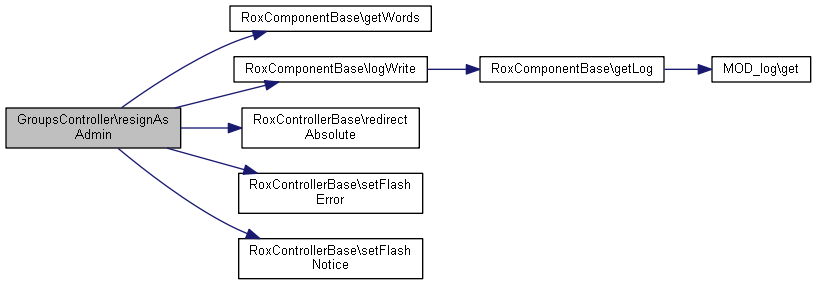 RoxComponentBase\getWords
RoxComponentBase\logWrite
RoxComponentBase\getLog
MOD_log\get
GroupsController\resignAs
Admin
RoxControllerBase\redirect
Absolute
RoxControllerBase\setFlash
Error
RoxControllerBase\setFlash
Notice